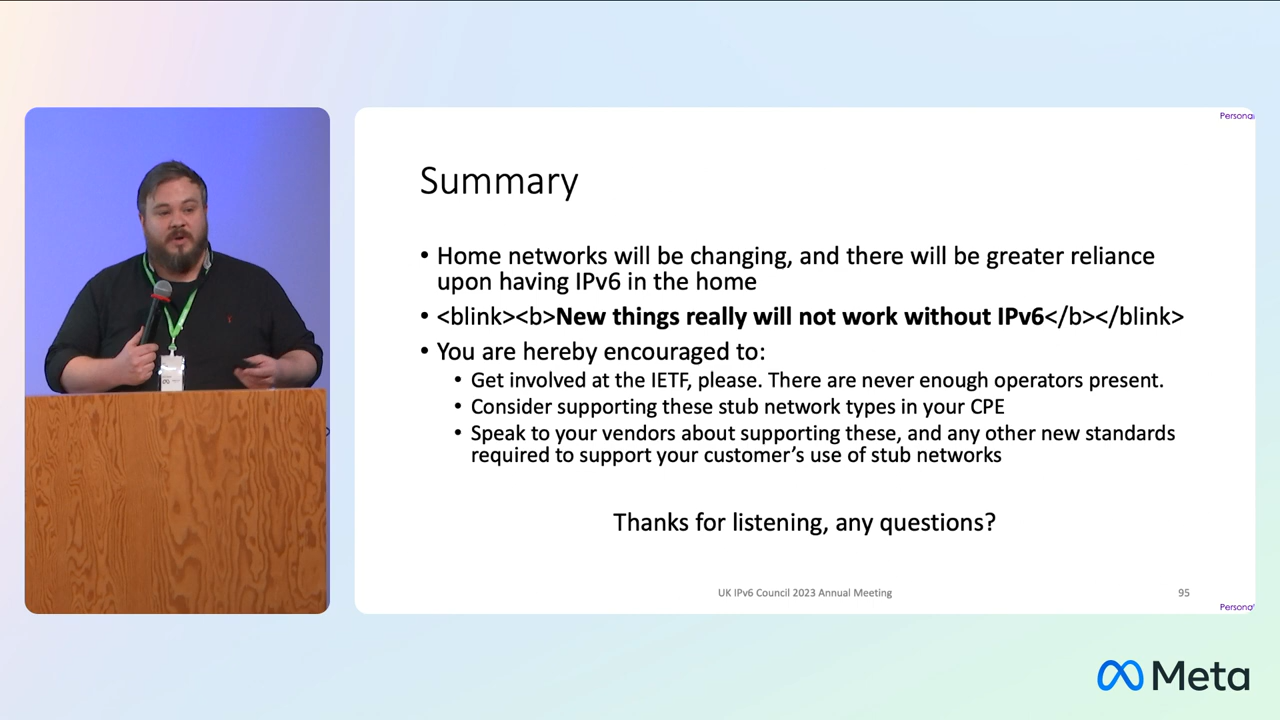 Personal
Summary
• Home networks will be changing, and there will be greater reliance
upon having IPv6 in the home
• <blink><b>New things really will not work without IPv6</b></blink>
• You are hereby encouraged to:
• Get involved at the IETF, please. There are never enough operators present.
• Consider supporting these stub network types in your CPE
• Speak to your vendors about supporting these, and any other new standards
required to support your customer’s use of stub networks
Thanks for listening, any questions?
UK IPv6 Council 2023 Annual Meeting
95
Personal
Meta